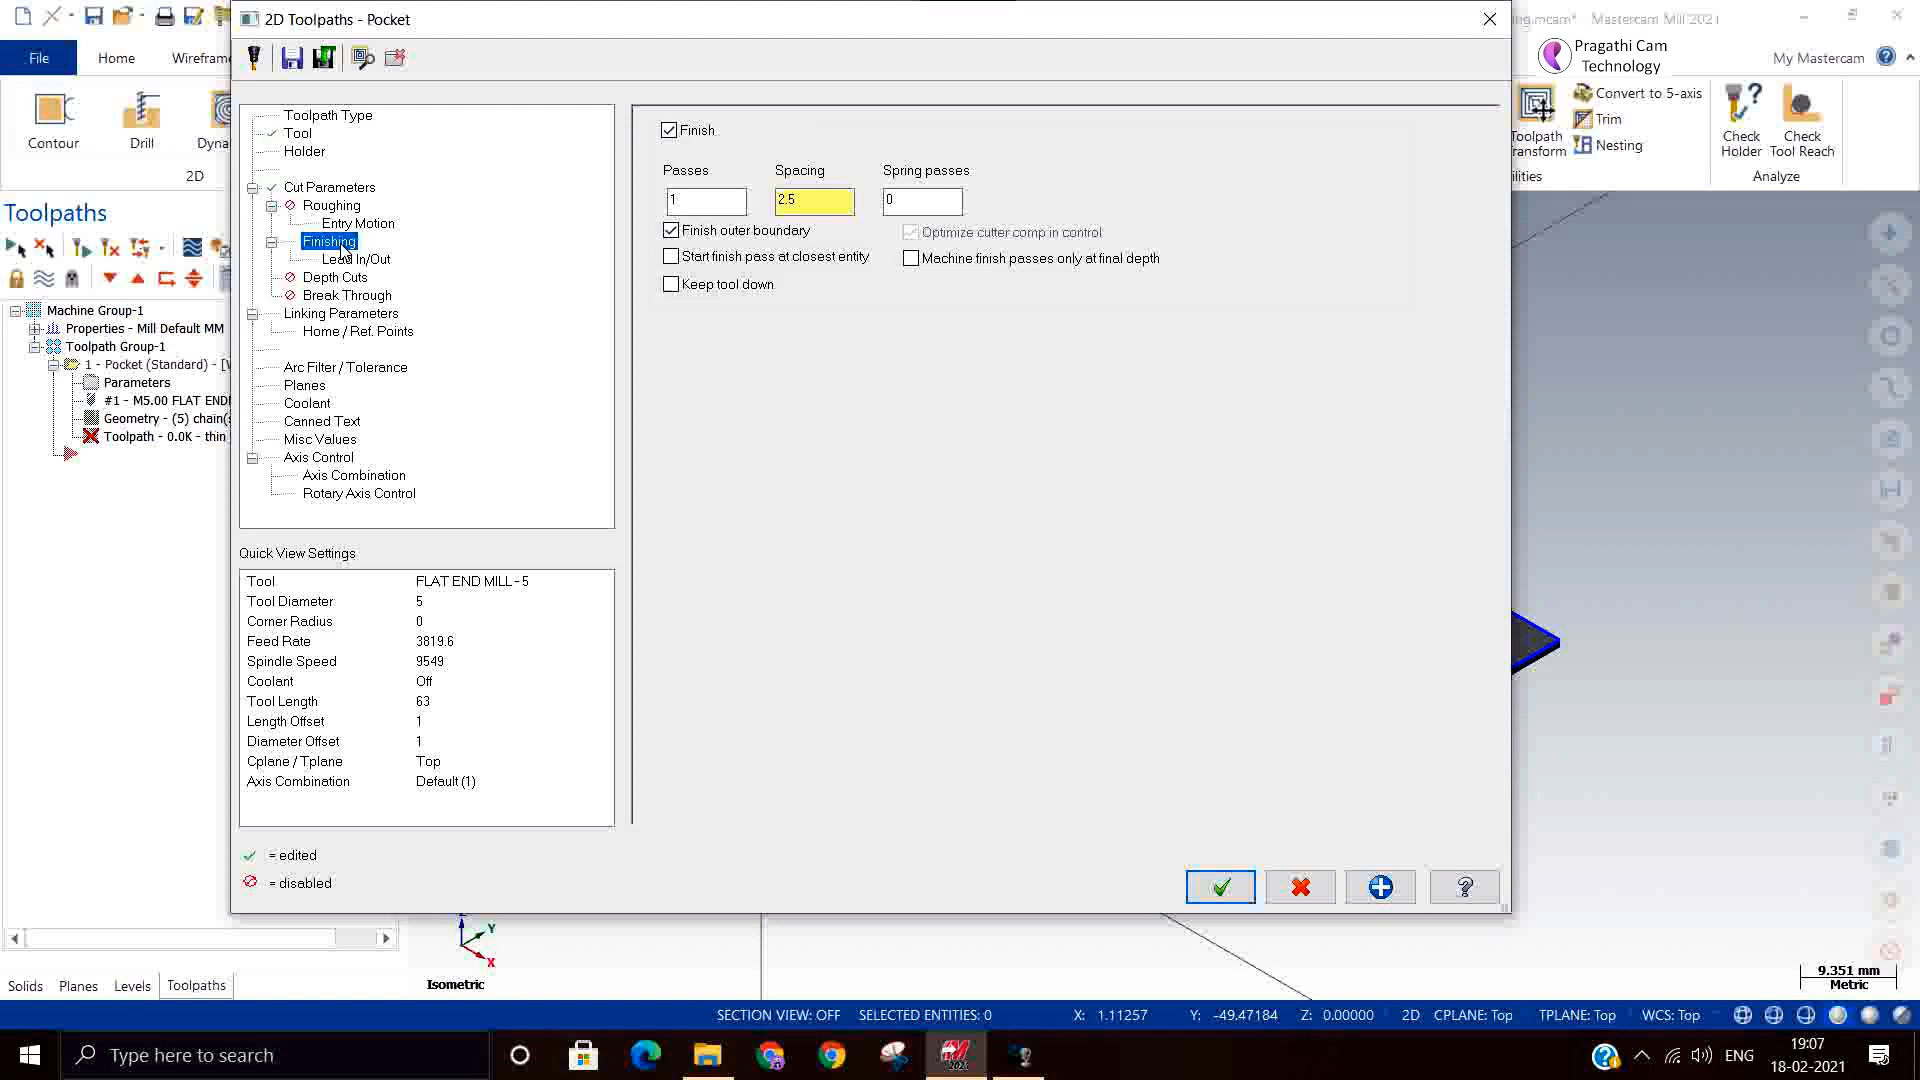 2D Toolpaths - Pocket
ng.mcam*  Mastercam Mill 2021
File
Home
Wireframe
Pragathi Cam
Technology
My Mastercam
Contour
Drill
Dyna
2D
Toolpath
ransform
Convert to 5-axis
Trim
Nesting
Check
Holder
Check
Tool Reach
ilities
Analyze
Toolpaths
Machine Group-1
Properties - Mill Default MM
Toolpath Group-1
1 - Pocket (Standard) - [W
Parameters
#1 - M5.00 FLAT END
Geometry - (5) chain(s
Toolpath - 0.0K - thin
Toolpath Type
Tool
Holder
Cut Parameters
Roughing
Entry Motion
Finishing
Lead In/Out
Depth Cuts
Break Through
Linking Parameters
Home / Ref. Points
Arc Filter / Tolerance
Planes
Coolant
Canned Text
Misc Values
Axis Control
Axis Combination
Rotary Axis Control
Finish
Passes
Spacing
Spring passes
1
2.5
0
Finish outer boundary
Optimize cutter comp in control
Start finish pass at closest entity
Machine finish passes only at final depth
Keep tool down
Quick View Settings
Tool FLAT END MILL - 5
Tool Diameter 5
Corner Radius 0
Feed Rate 3819.6
Spindle Speed 9549
Coolant Off
Tool Length 63
Length Offset 1
Diameter Offset 1
Cplane / Tplane Top
Axis Combination Default (1)
= edited
= disabled
Y
X
Isometric
9.351 mm
Metric
Solids
Planes
Levels
Toolpaths
SECTION VIEW: OFF
SELECTED ENTITIES: 0
X: 1.11257
Y: -49.47184
Z: 0.00000
2D
CPLANE: Top
TPLANE: Top
WCS: Top
Type here to search
2021
ENG
19:07
18-02-2021